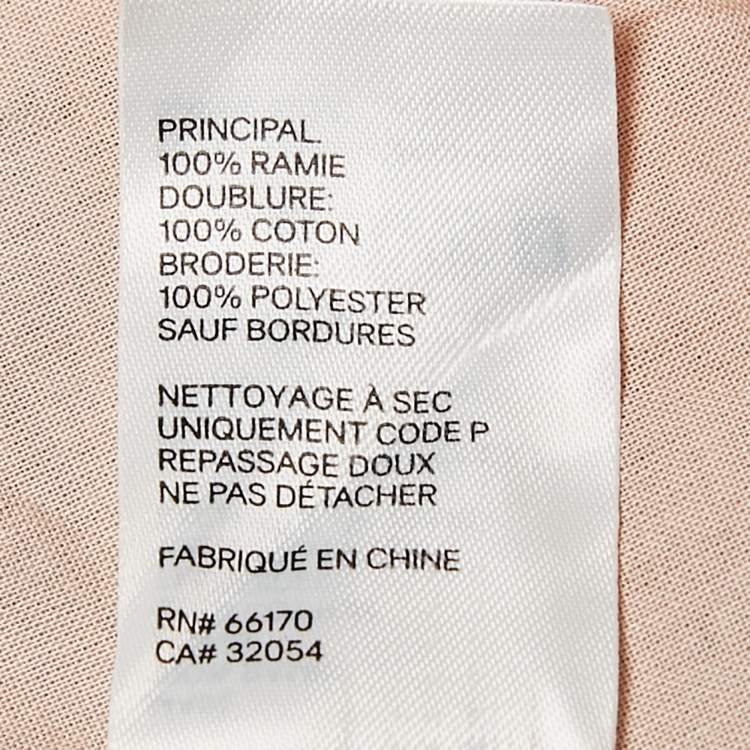 PRINCIPAL.
100% RAMIE
DOUBLURE:
100% COTON
BRODERIE:
100% POLYESTER
SAUF BORDURES
NETTOYAGE À SEC
UNIQUEMENT CODE P
REPASSAGE DOUX
NE PAS DÉTACHER
FABRIQUÉ EN CHINE
RN# 66170
CA# 32054